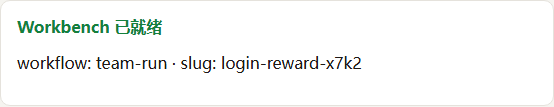 Workbench 已就绪
workflow: team-run · slug: login-reward-x7k2